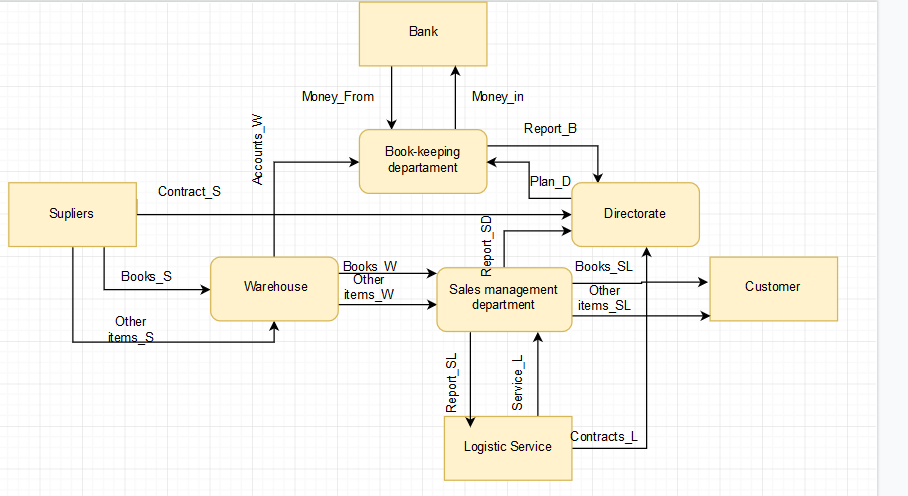 Bank
Money_From
Money_in
Accounts_W
Report_B
Book-keeping
departament
Plan_D
Contract_S
Supliers
Directorate
Report_SD
Books_S
Warehouse
Books_W
Other
items_W
Sales management
department
Books_SL
Other
items_SL
Customer
Other
items_S
Report_SL
Service_L
Logistic Service
Contracts_L